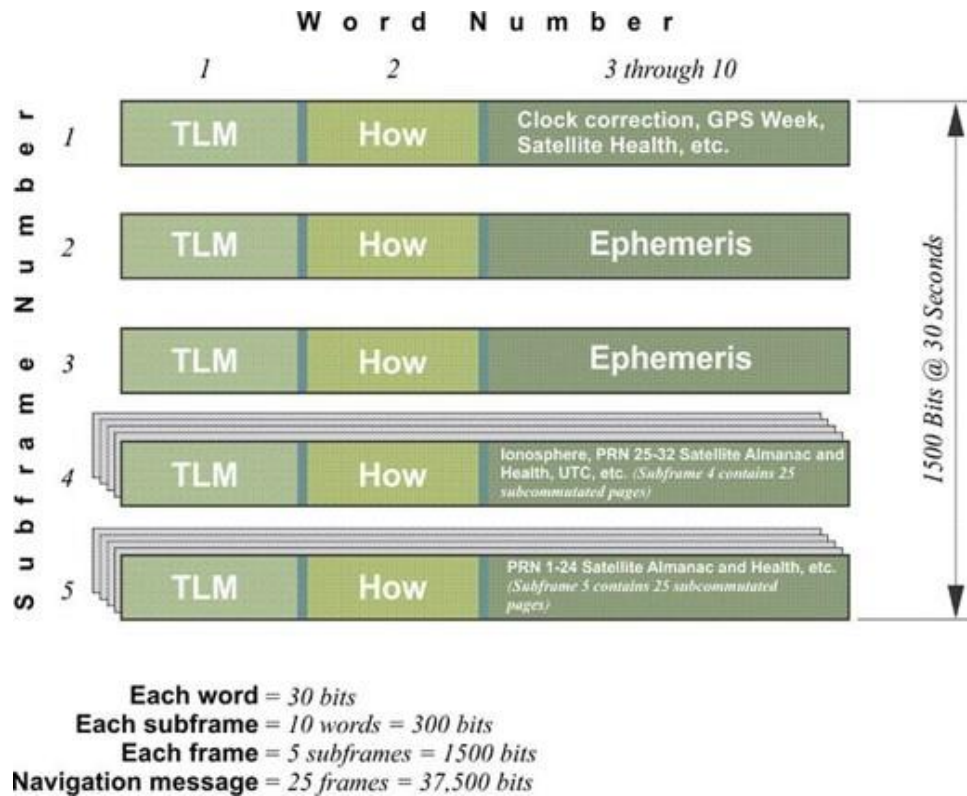 Word Number
1 2 3 through 10
Subframe Number
1 TLM How Clock correction, GPS Week,
Satellite Health, etc.
2 TLM How Ephemeris
3 TLM How Ephemeris
4 TLM How Ionosphere, PRN 25-32 Satellite Almanac and
Health, UTC, etc. (Subframe 4 contains 25
subcommutated pages)
5 TLM How PRN 1-24 Satellite Almanac and Health, etc.
(Subframe 5 contains 25 subcommutated
pages)
1500 Bits @ 30 Seconds
Each word = 30 bits
Each subframe = 10 words = 300 bits
Each frame = 5 subframes = 1500 bits
Navigation message = 25 frames = 37,500 bits